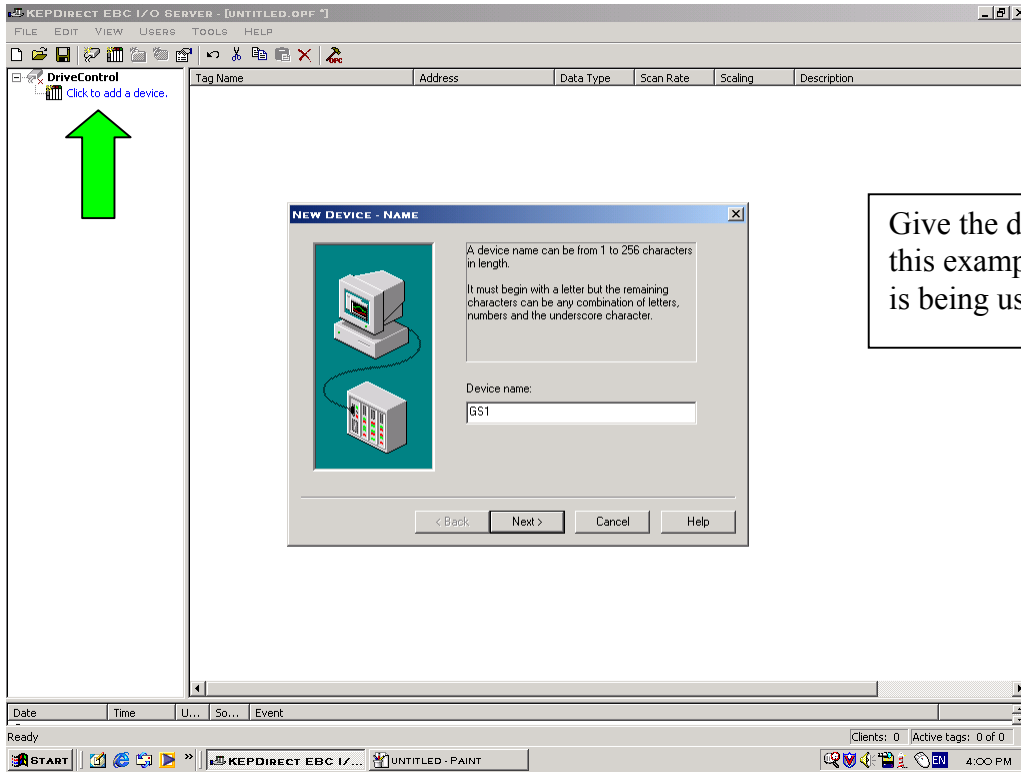 KEPDIRECT EBC I/O SERVER - [UNTITLED.OPF *]
FILE EDIT VIEW USERS TOOLS HELP
OPC
DriveControl
Click to add a device.
Tag Name Address Data Type Scan Rate Scaling Description
NEW DEVICE - NAME
A device name can be from 1 to 256 characters
in length.
It must begin with a letter but the remaining
characters can be any combination of letters,
numbers and the underscore character.
Device name:
GS1
< Back Next > Cancel Help
Give the d
this examp
is being us
Date Time U... So... Event
Ready Clients: 0 Active tags: 0 of 0
START » KEPDIRECT EBC I/... UNTITLED - PAINT EN 4:00 PM